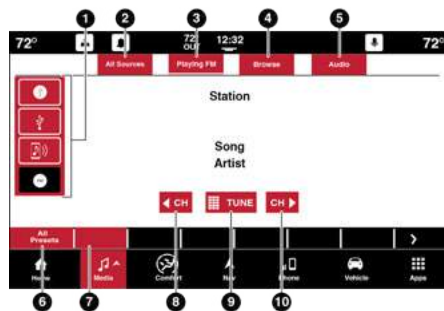 1 2 3 4 5
72° 72° OUT 12:32 72°
All Sources Playing FM Browse Audio
Station
Song
Artist
CH TUNE CH
All Presets
Home Media Comfort Nav Phone Vehicle Apps
6 7 8 9 10